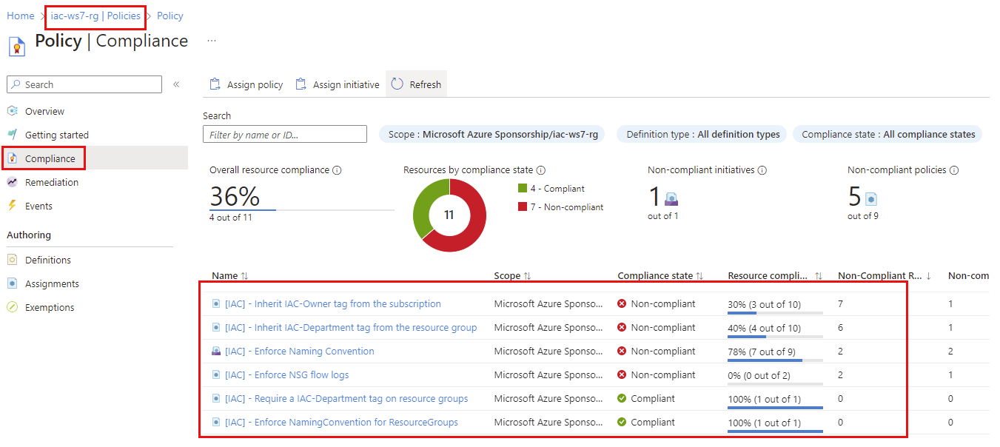 Home > iac-ws7-rg | Policies > Policy
Policy | Compliance ...
Search «
Overview
Getting started
Compliance
Remediation
Events
Authoring
Definitions
Assignments
Exemptions
Assign policy Assign initiative Refresh
Search
Filter by name or ID... Scope : Microsoft Azure Sponsorship/iac-ws7-rg Definition type : All definition types Compliance state : All compliance states
Overall resource compliance Resources by compliance state Non-compliant initiatives Non-compliant policies
36%
4 out of 11
11
4 - Compliant
7 - Non-compliant
1
out of 1
5
out of 9
Name Scope Compliance state Resource compli... Non-Compliant R... Non-com
[IAC] - Inherit IAC-Owner tag from the subscription Microsoft Azure Sponso... Non-compliant 30% (3 out of 10) 7 1
[IAC] - Inherit IAC-Department tag from the resource group Microsoft Azure Sponso... Non-compliant 40% (4 out of 10) 6 1
[IAC] - Enforce Naming Convention Microsoft Azure Sponso... Non-compliant 78% (7 out of 9) 2 2
[IAC] - Enforce NSG flow logs Microsoft Azure Sponso... Non-compliant 0% (0 out of 2) 2 1
[IAC] - Require a IAC-Department tag on resource groups Microsoft Azure Sponso... Compliant 100% (1 out of 1) 0 0
[IAC] - Enforce NamingConvention for ResourceGroups Microsoft Azure Sponso... Compliant 100% (1 out of 1) 0 0